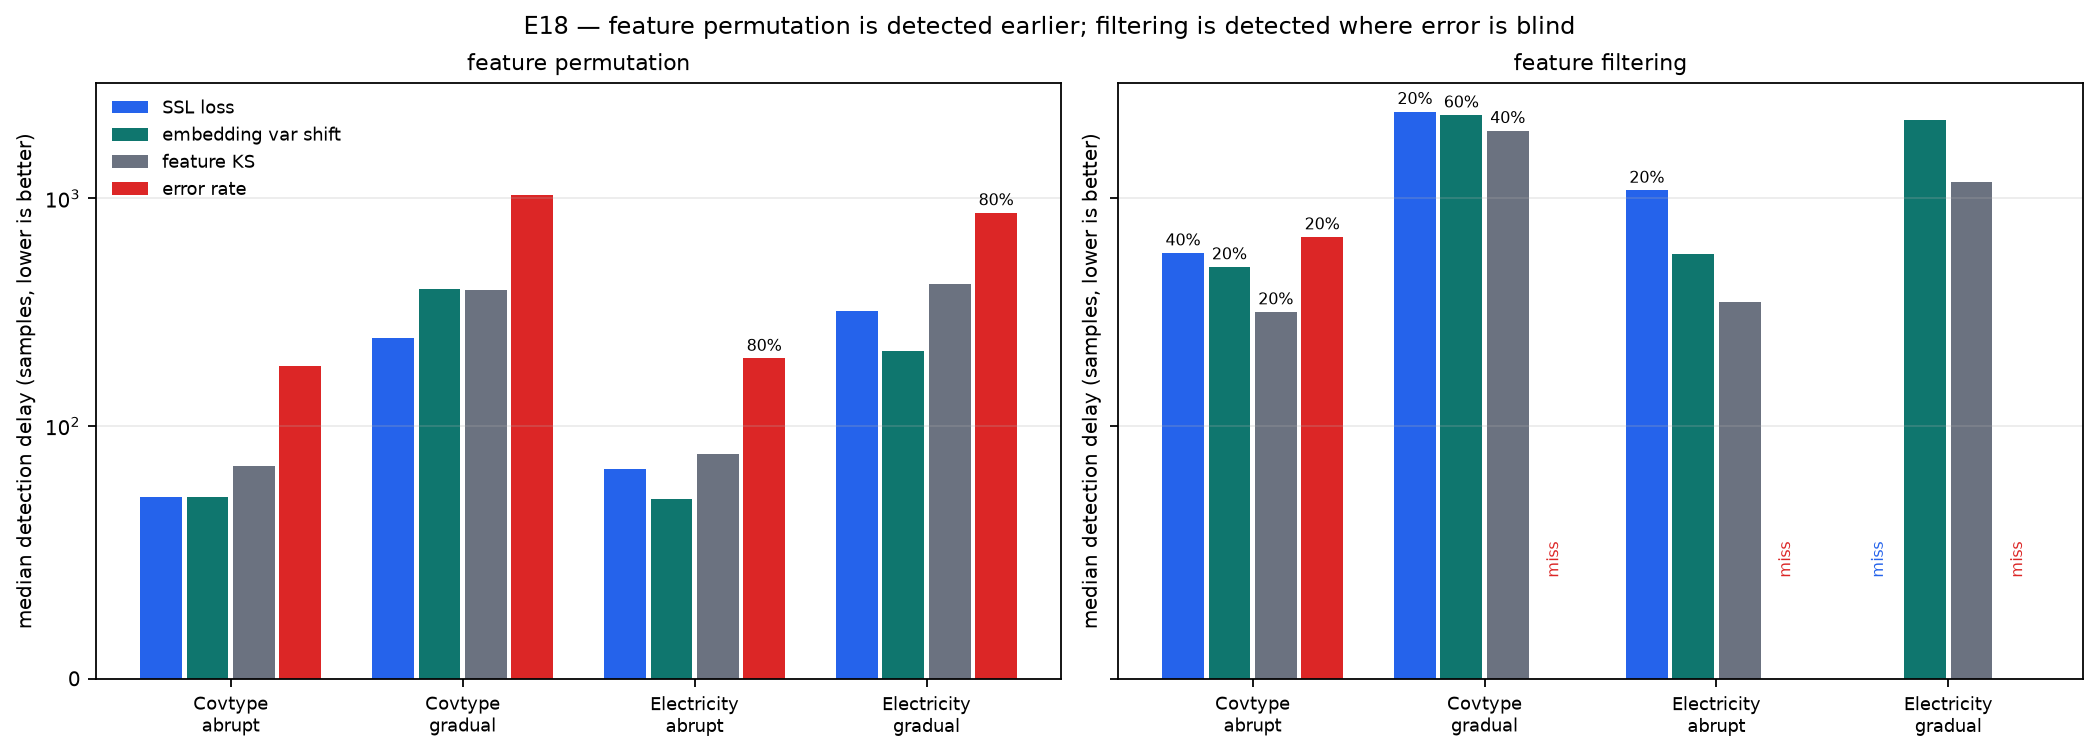 E18 — feature permutation is detected earlier; filtering is detected where error is blind
feature permutation
median detection delay (samples, lower is better)
10³
10²
0
SSL loss
embedding var shift
feature KS
error rate
80%
80%
Covtype
abrupt
Covtype
gradual
Electricity
abrupt
Electricity
gradual
feature filtering
median detection delay (samples, lower is better)
40%
20%
20%
20%
20%
60%
40%
miss
20%
miss
miss
miss
Covtype
abrupt
Covtype
gradual
Electricity
abrupt
Electricity
gradual